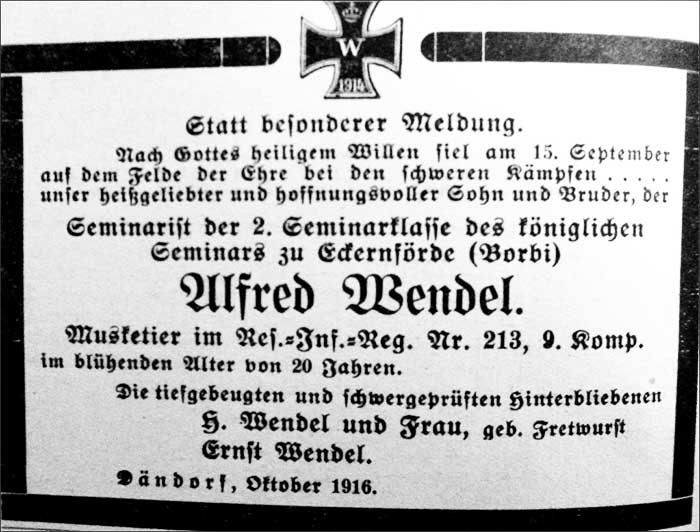 W
1914
Statt besonderer Meldung.
Nach Gottes heiligem Willen fiel am 15. September
auf dem Felde der Ehre bei den schweren Kämpfen . . . . .
unser heißgeliebter und hoffnungsvoller Sohn und Bruder, der
Seminarist der 2. Seminarklasse des königlichen
Seminars zu Eckernförde (Borbi)
Alfred Wendel.
Musketier im Res.=Inf.=Reg. Nr. 213, 9. Komp.
im blühenden Alter von 20 Jahren.
Die tiefgebeugten und schwergeprüften Hinterbliebenen
H. Wendel und Frau, geb. Fretwurst
Ernst Wendel.
Dändorf, Oktober 1916.